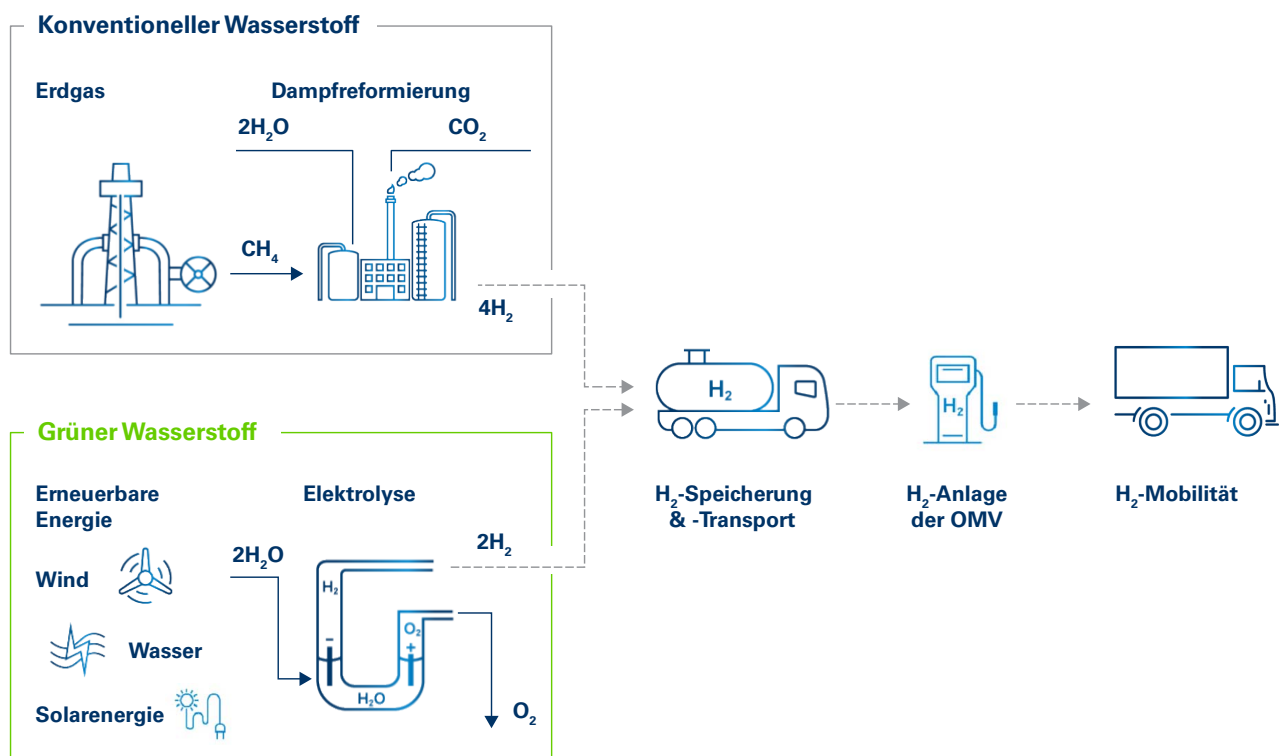 Konventioneller Wasserstoff
Erdgas
Dampfreformierung
2H₂O
CO₂
CH₄
4H₂
Grüner Wasserstoff
Erneuerbare
Energie
Elektrolyse
Wind
Wasser
Solarenergie
2H₂O
2H₂
H₂
O₂
−
+
H₂O
O₂
H₂
H₂-Speicherung
& -Transport
H₂
H₂-Anlage
der OMV
H₂-Mobilität